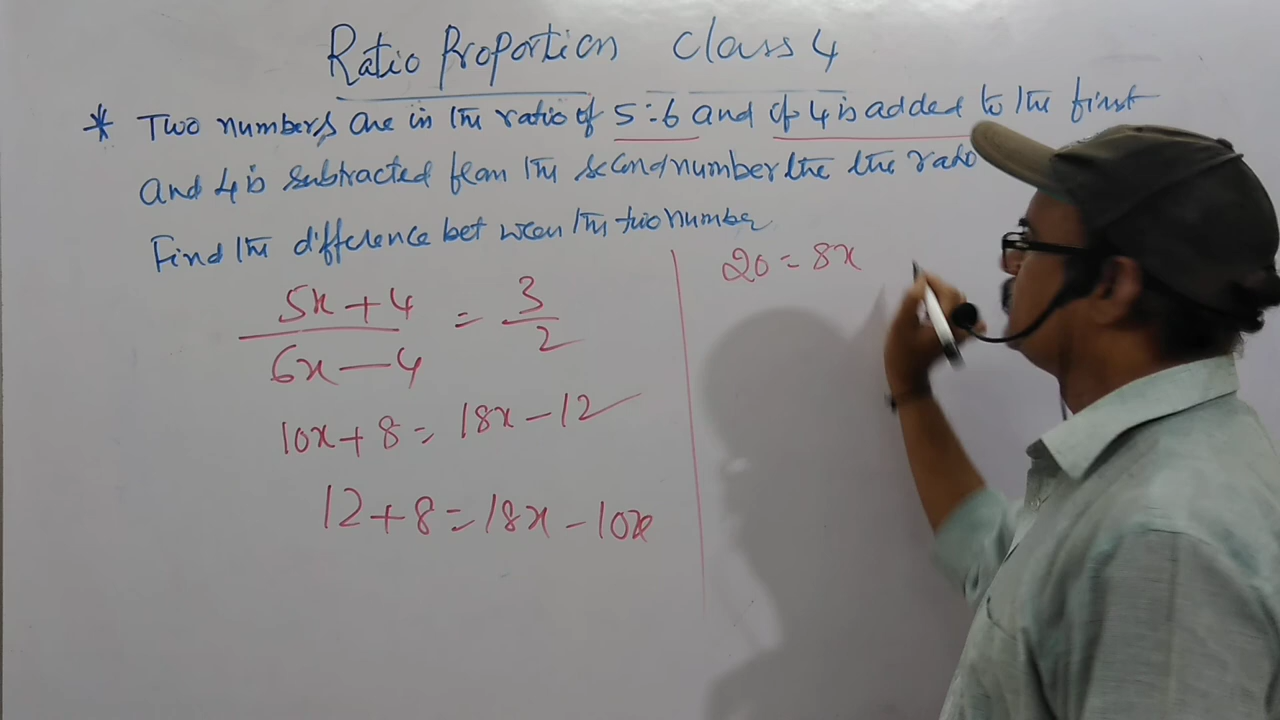 Ratio Proportion Class 4
* Two numbers are in the ratio of 5:6 and if 4 is added to the first
and 4 is subtracted from the second number the the ratio
Find the difference between the two number
5x+4 / 6x-4 = 3/2
10x+8 = 18x-12
12+8 = 18x-10x
20 = 8x